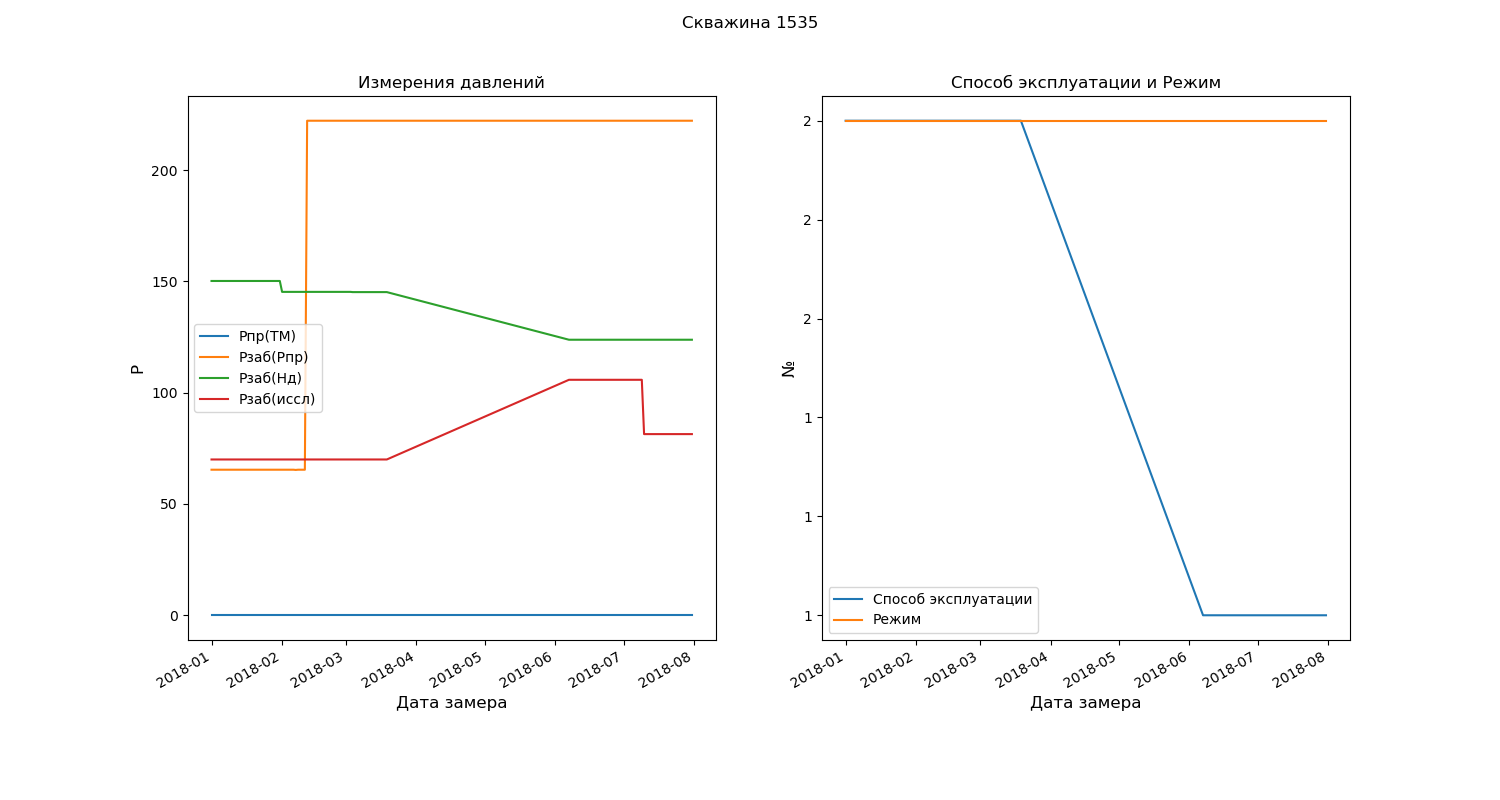 Скважина 1535
Измерения давлений
200
150
100
50
0
P
Рпр(ТМ)
Рзаб(Рпр)
Рзаб(Нд)
Рзаб(иссл)
2018-01
2018-02
2018-03
2018-04
2018-05
2018-06
2018-07
2018-08
Дата замера
Способ эксплуатации и Режим
2
2
2
1
1
1
№
Способ эксплуатации
Режим
2018-01
2018-02
2018-03
2018-04
2018-05
2018-06
2018-07
2018-08
Дата замера